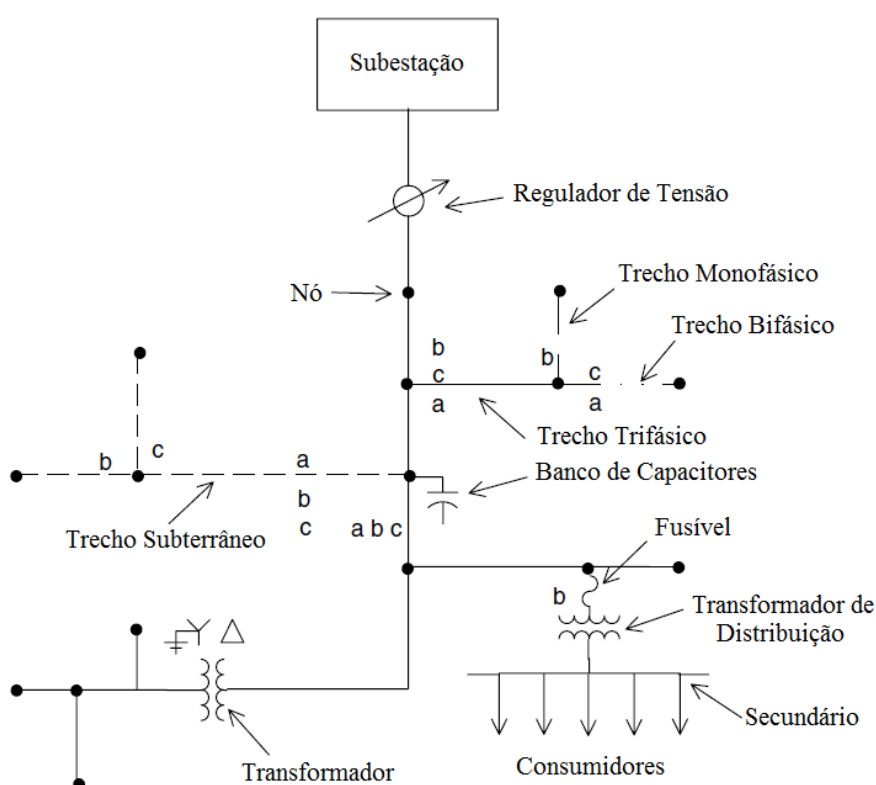 Subestação
Regulador de Tensão
Nó
Trecho Monofásico
Trecho Bifásico
b
c
a
b
c
a
Trecho Trifásico
b
c
a
b
c
Banco de Capacitores
Trecho Subterrâneo
a b c
Fusível
b
Transformador de
Distribuição
Secundário
Transformador
Consumidores